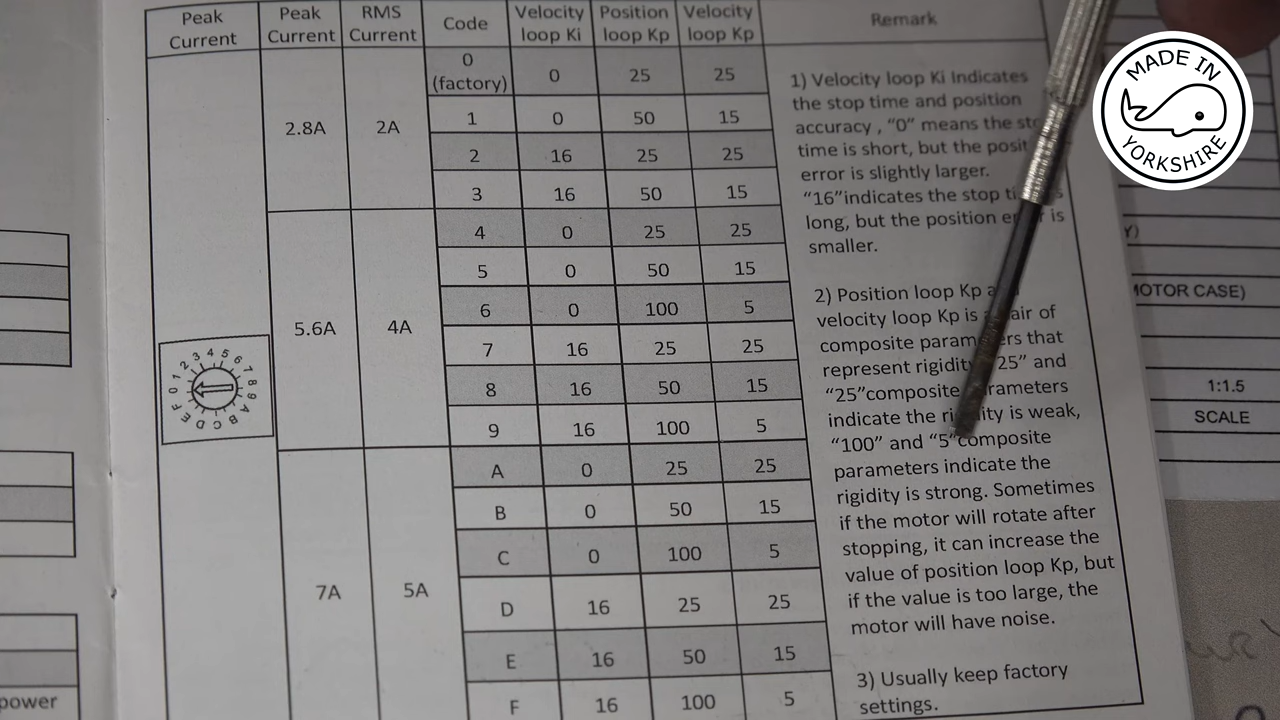 Peak Current
Peak Current
RMS Current
Code
Velocity loop Ki
Position loop Kp
Velocity loop Kp
Remark
0 (factory) 0 25 25
2.8A 2A
1 0 50 15
2 16 25 25
3 16 50 15
4 0 25 25
5 0 50 15
6 0 100 5
5.6A 4A
7 16 25 25
8 16 50 15
9 16 100 5
A 0 25 25
B 0 50 15
C 0 100 5
7A 5A
D 16 25 25
E 16 50 15
F 16 100 5
0 1 2 3 4 5 6 7 8 9 A B C D E F
1) Velocity loop Ki Indicates
the stop time and position
accuracy , “0” means the
time is short, but the
error is slightly larger.
“16”indicates the stop
long, but the position is
smaller.
2) Position loop Kp
velocity loop Kp is of
composite that
represent rigidity 25” and
“25”composite
indicate the is weak,
“100” and “5”composite
parameters indicate the
rigidity is strong. Sometimes
if the motor will rotate after
stopping, it can increase the
value of position loop Kp, but
if the value is too large, the
motor will have noise.
3) Usually keep factory
settings.
power
MOTOR CASE)
1:1.5
SCALE
MADE IN
YORKSHIRE